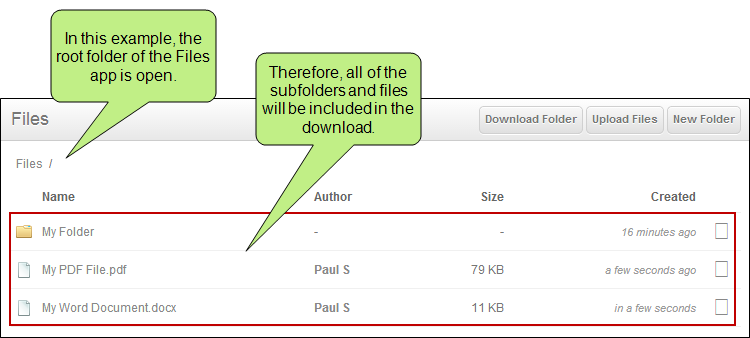 In this example, the
root folder of the Files
app is open.
Therefore, all of the
subfolders and files
will be included in the
download.
Files
Download Folder Upload Files New Folder
Files /
Name Author Size Created
My Folder - - 16 minutes ago
My PDF File.pdf Paul S 79 KB a few seconds ago
My Word Document.docx Paul S 11 KB in a few seconds